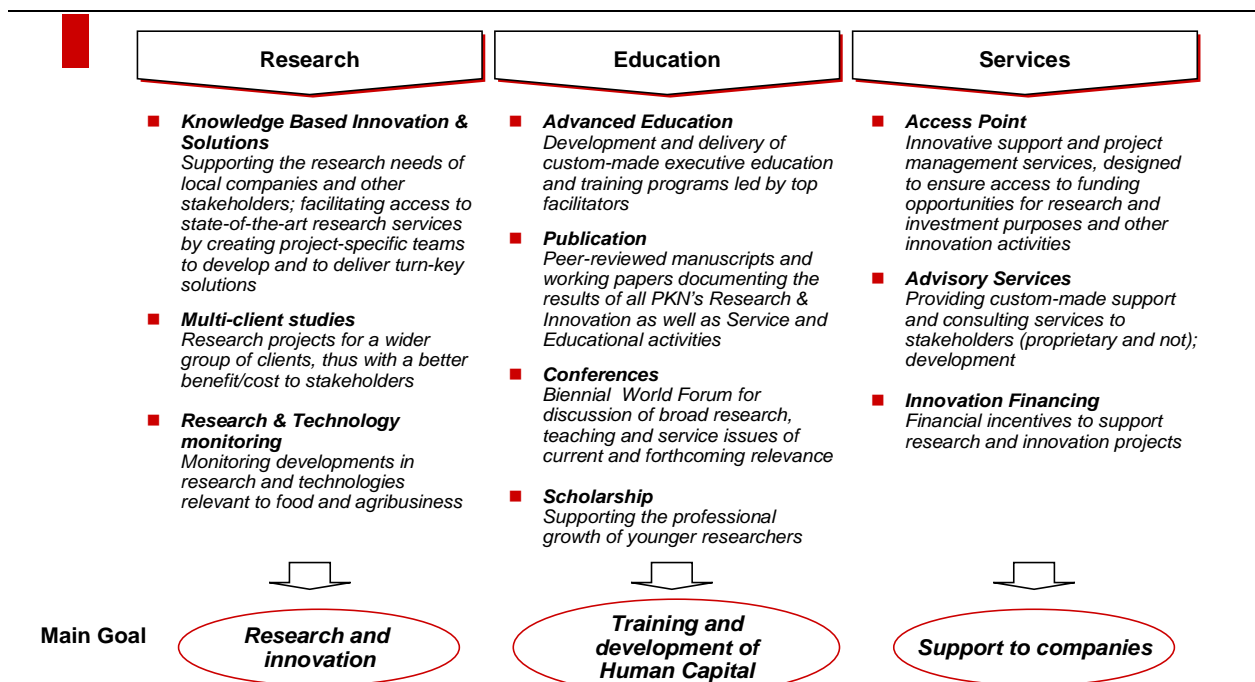 Research
Knowledge Based Innovation &
Solutions
Supporting the research needs of
local companies and other
stakeholders; facilitating access to
state-of-the-art research services
by creating project-specific teams
to develop and to deliver turn-key
solutions
Multi-client studies
Research projects for a wider
group of clients, thus with a better
benefit/cost to stakeholders
Research & Technology
monitoring
Monitoring developments in
research and technologies
relevant to food and agribusiness
Education
Advanced Education
Development and delivery of
custom-made executive education
and training programs led by top
facilitators
Publication
Peer-reviewed manuscripts and
working papers documenting the
results of all PKN's Research &
Innovation as well as Service and
Educational activities
Conferences
Biennial World Forum for
discussion of broad research,
teaching and service issues of
current and forthcoming relevance
Scholarship
Supporting the professional
growth of younger researchers
Services
Access Point
Innovative support and project
management services, designed
to ensure access to funding
opportunities for research and
investment purposes and other
innovation activities
Advisory Services
Providing custom-made support
and consulting services to
stakeholders (proprietary and not);
development
Innovation Financing
Financial incentives to support
research and innovation projects
Main Goal
Research and
innovation
Training and
development of
Human Capital
Support to companies